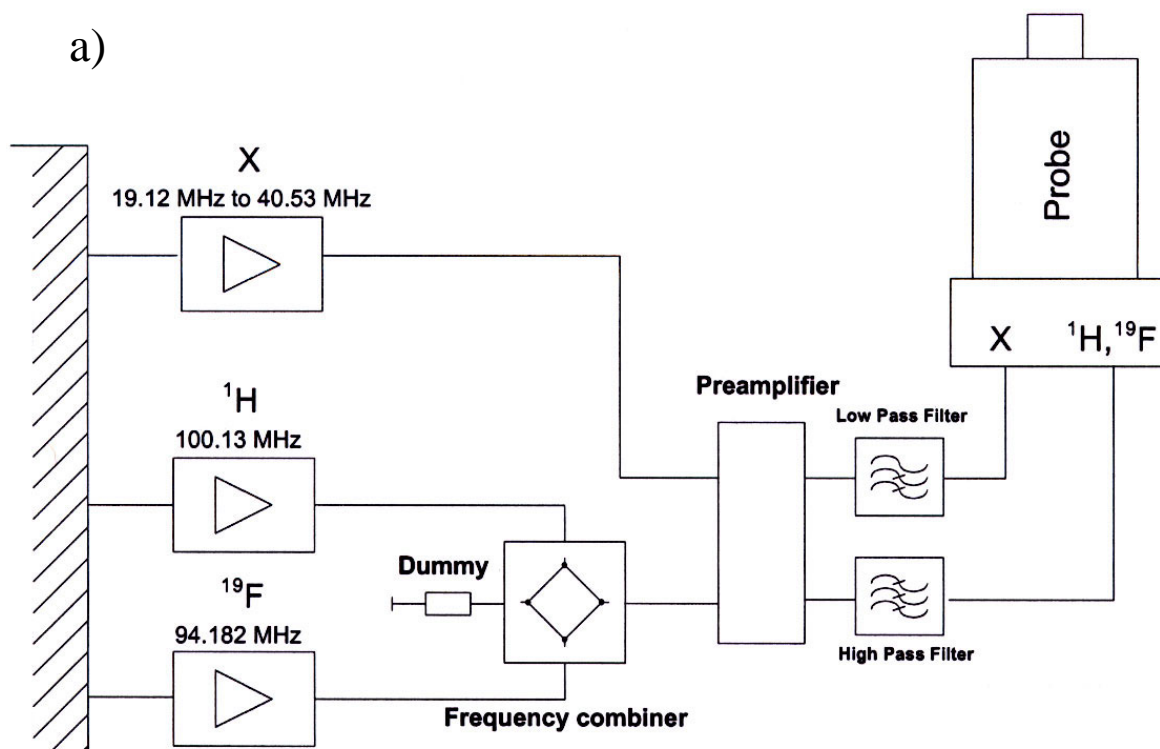 a)
X
19.12 MHz to 40.53 MHz
Probe
X
¹H,¹⁹F
Preamplifier
Low Pass Filter
¹H
100.13 MHz
Dummy
¹⁹F
94.182 MHz
High Pass Filter
Frequency combiner